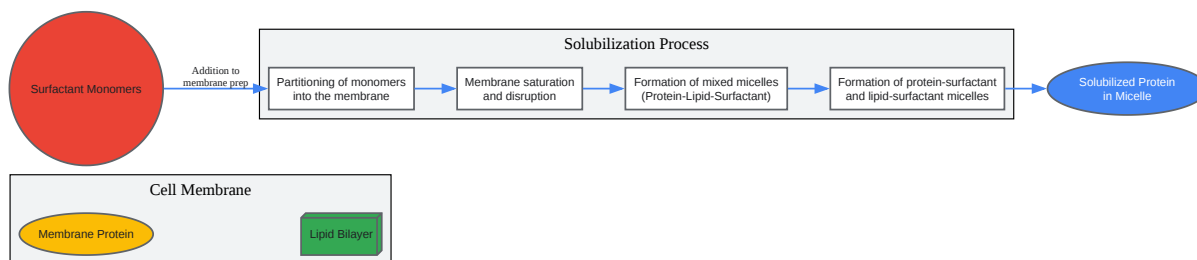 Solubilization Process
Surfactant Monomers
Addition to
membrane prep
Partitioning of monomers
into the membrane
Membrane saturation
and disruption
Formation of mixed micelles
(Protein-Lipid-Surfactant)
Formation of protein-surfactant
and lipid-surfactant micelles
Solubilized Protein
in Micelle
Cell Membrane
Membrane Protein
Lipid Bilayer